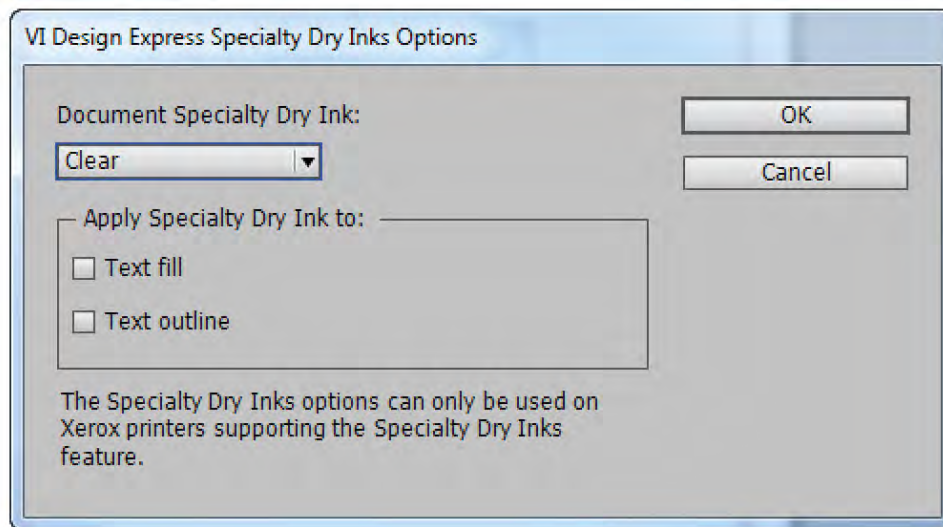 VI Design Express Specialty Dry Inks Options
Document Specialty Dry Ink:
OK
Clear
Cancel
Apply Specialty Dry Ink to:
Text fill
Text outline
The Specialty Dry Inks options can only be used on
Xerox printers supporting the Specialty Dry Inks
feature.